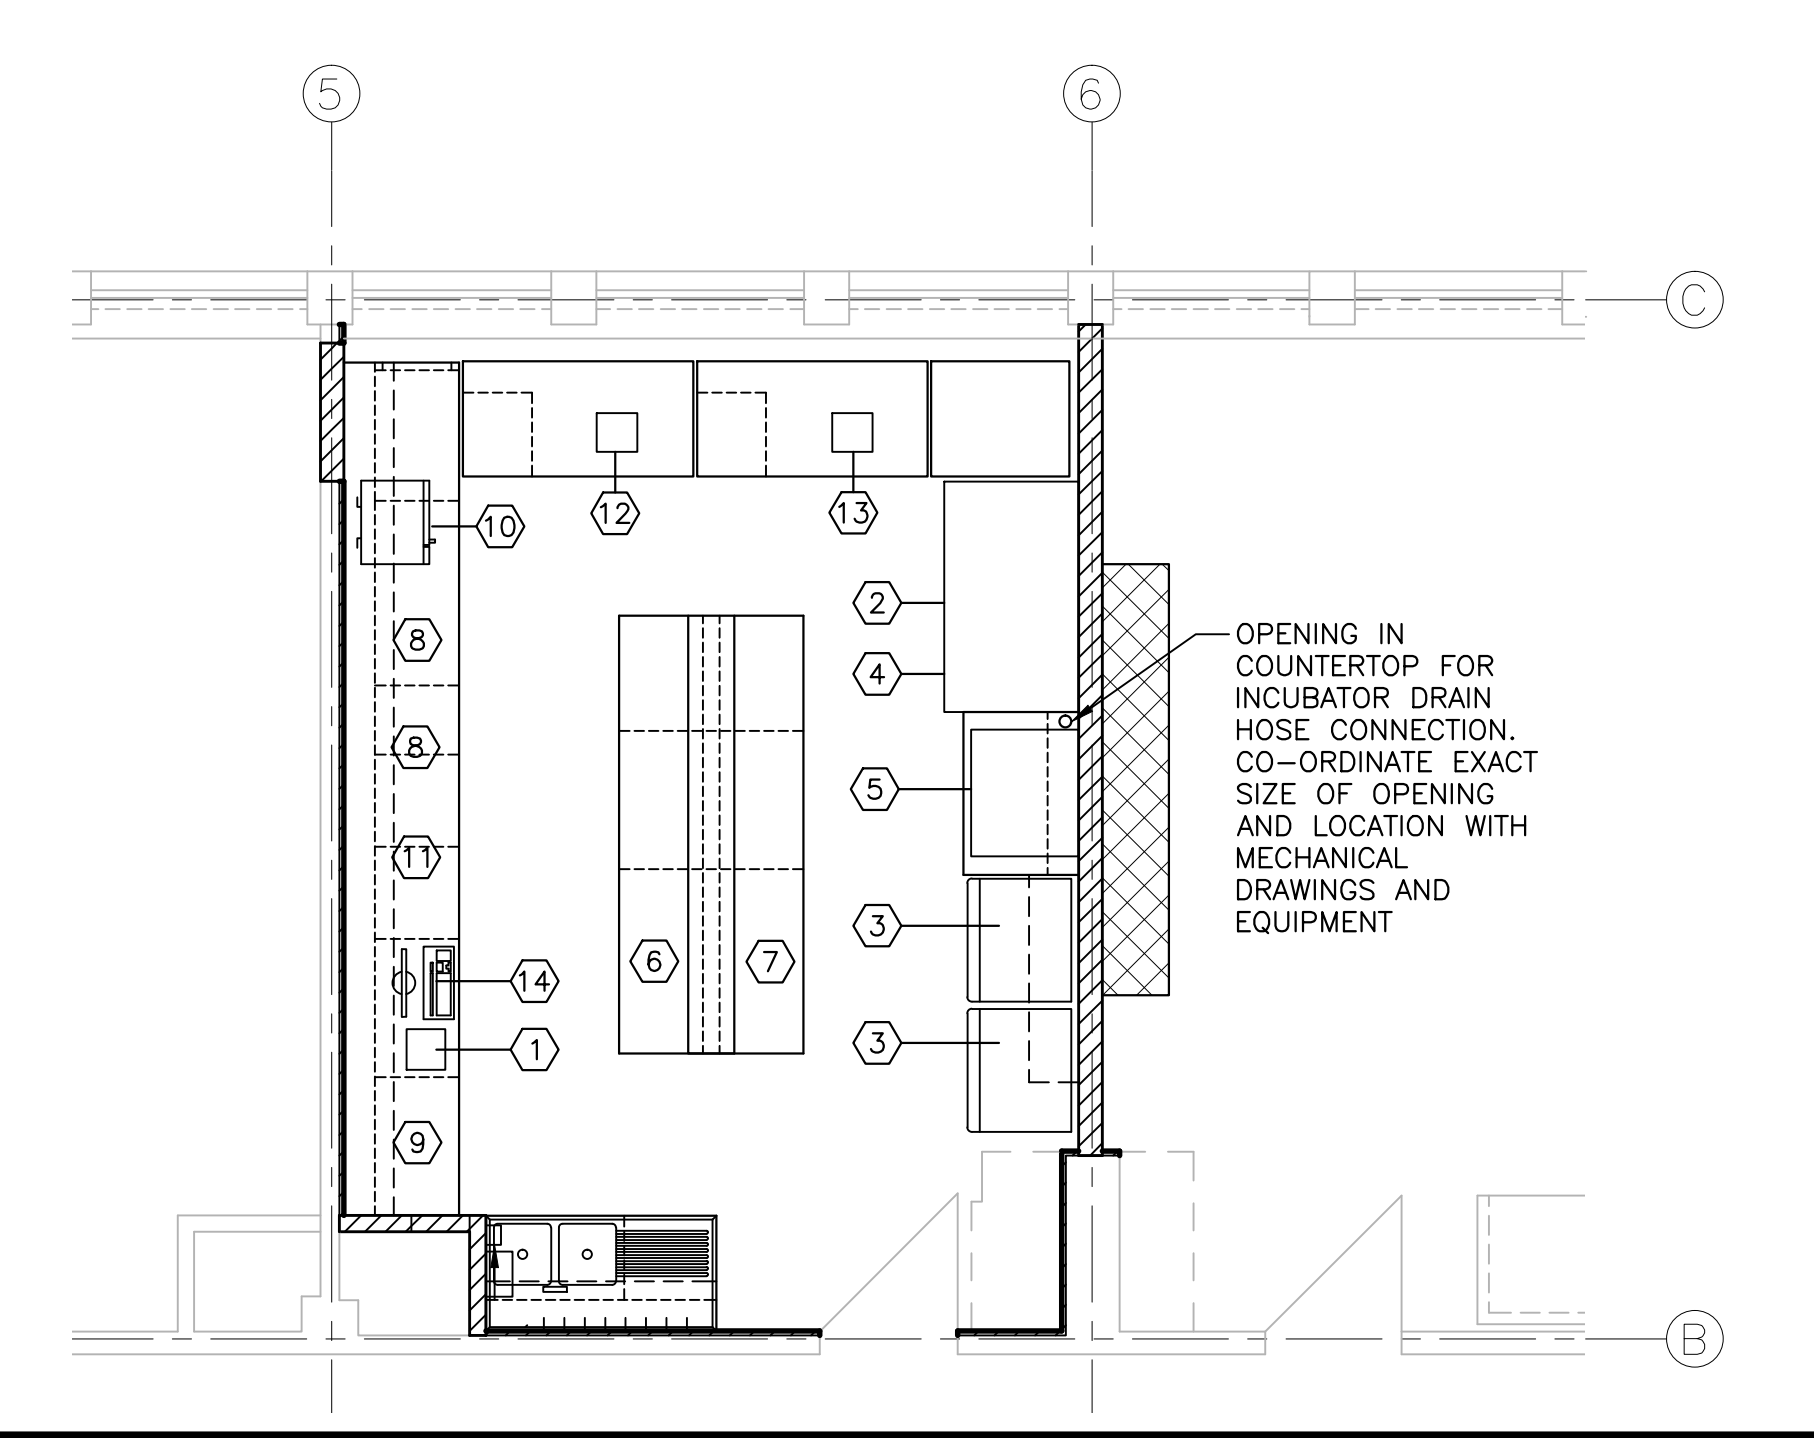 5
6
C
10
12
13
8
2
4
OPENING IN
COUNTERTOP FOR
INCUBATOR DRAIN
HOSE CONNECTION.
CO-ORDINATE EXACT
SIZE OF OPENING
AND LOCATION WITH
MECHANICAL
DRAWINGS AND
EQUIPMENT
8
5
11
3
6
7
14
3
1
9
B